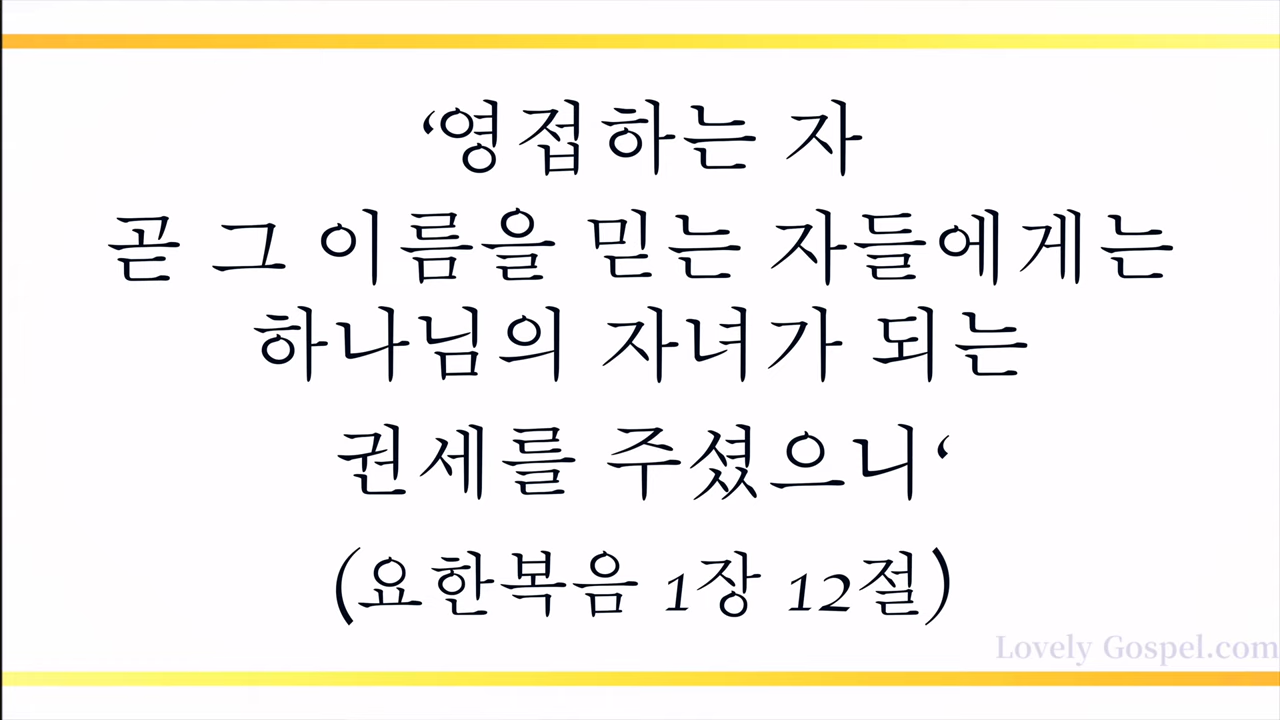 ‘영접하는 자
곧 그 이름을 믿는 자들에게는
하나님의 자녀가 되는
권세를 주셨으니‘
(요한복음 1장 12절)
Lovely Gospel.com